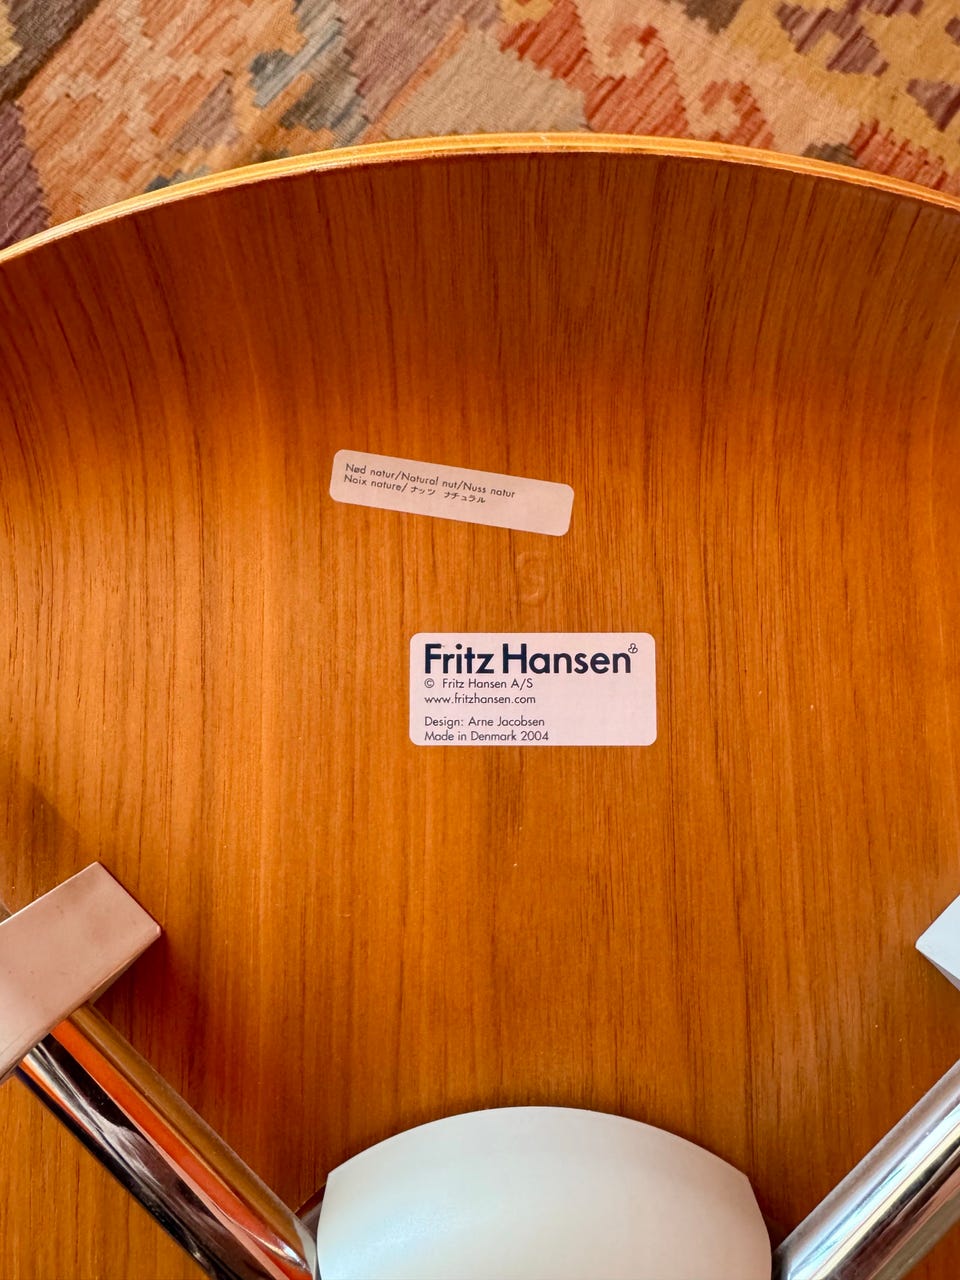 Nød natur/Natural nut/Nuss natur
Noix nature/ ナッツ ナチュラル
S
Fritz Hansen
© Fritz Hansen A/S
www.fritzhansen.com
Design: Arne Jacobsen
Made in Denmark 2004